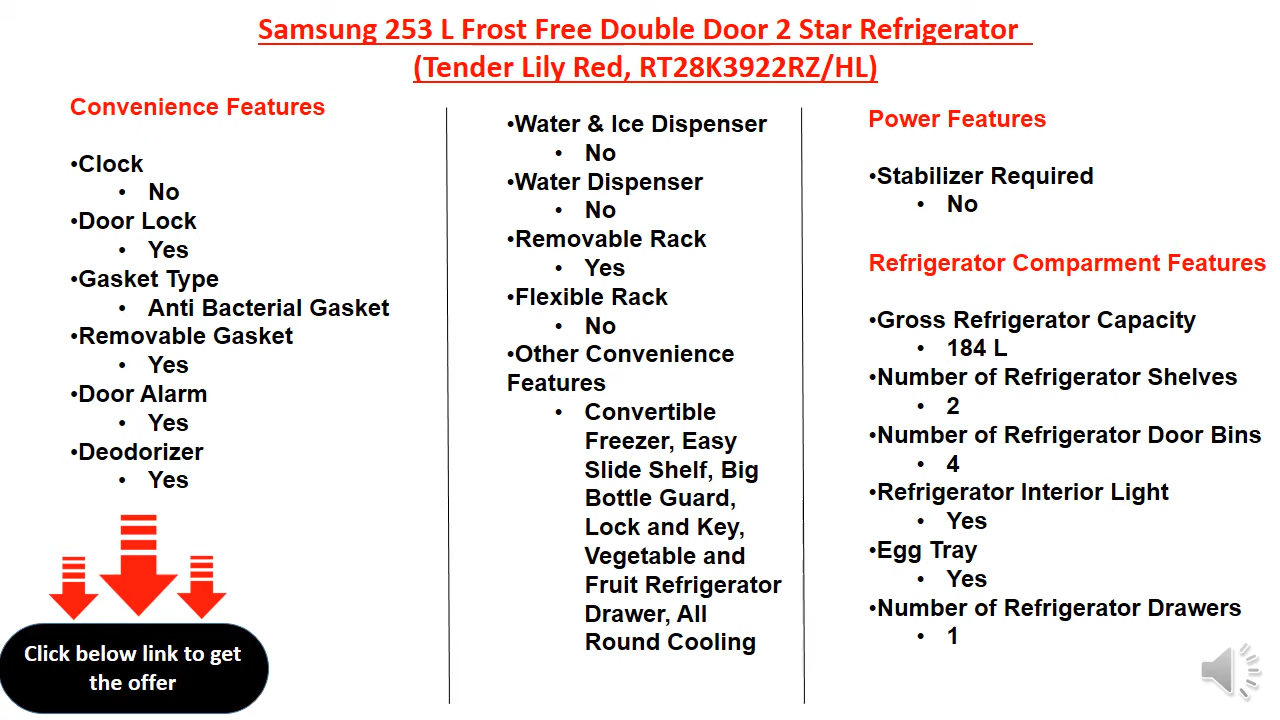 Samsung 253 L Frost Free Double Door 2 Star Refrigerator
(Tender Lily Red, RT28K3922RZ/HL)
Convenience Features
•Clock
• No
•Door Lock
• Yes
•Gasket Type
• Anti Bacterial Gasket
•Removable Gasket
• Yes
•Door Alarm
• Yes
•Deodorizer
• Yes
Click below link to get
the offer
•Water & Ice Dispenser
• No
•Water Dispenser
• No
•Removable Rack
• Yes
•Flexible Rack
• No
•Other Convenience
Features
• Convertible
Freezer, Easy
Slide Shelf, Big
Bottle Guard,
Lock and Key,
Vegetable and
Fruit Refrigerator
Drawer, All
Round Cooling
Power Features
•Stabilizer Required
• No
Refrigerator Comparment Features
•Gross Refrigerator Capacity
• 184 L
•Number of Refrigerator Shelves
• 2
•Number of Refrigerator Door Bins
• 4
•Refrigerator Interior Light
• Yes
•Egg Tray
• Yes
•Number of Refrigerator Drawers
• 1